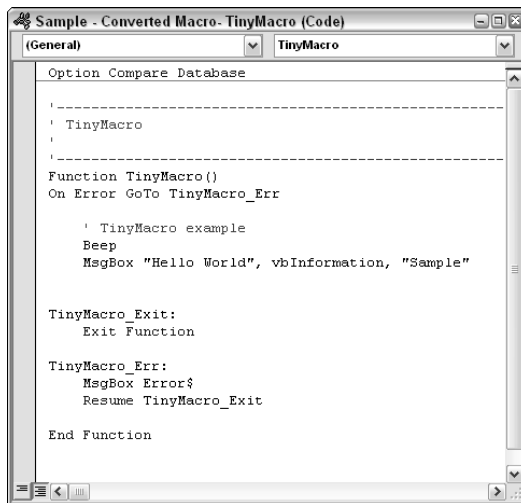 Sample - Converted Macro- TinyMacro (Code)
(General) TinyMacro
Option Compare Database
'------------------------------------------------------------
' TinyMacro
'
'------------------------------------------------------------
Function TinyMacro()
On Error GoTo TinyMacro_Err
' TinyMacro example
Beep
MsgBox "Hello World", vbInformation, "Sample"
TinyMacro_Exit:
Exit Function
TinyMacro_Err:
MsgBox Error$
Resume TinyMacro_Exit
End Function